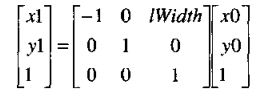 [x1] = [-1 0 lWidth] [x0]
[y1] = [0 1 0] [y0]
[1] = [0 0 1] [1]